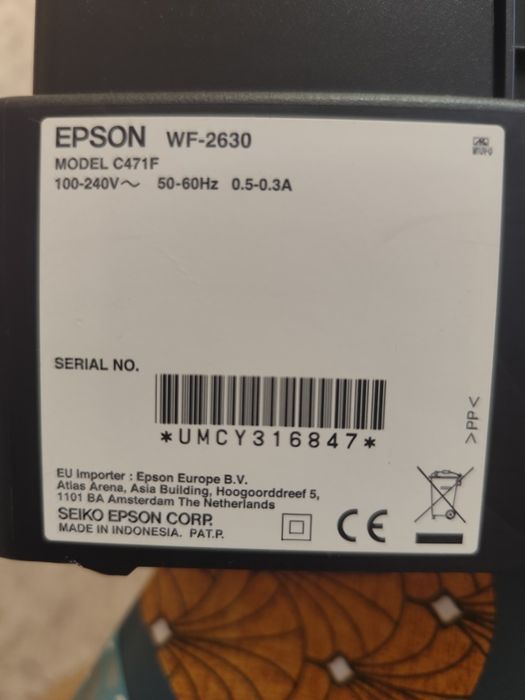 EPSON WF-2630
MODEL C471F
100-240V～ 50-60Hz 0.5-0.3A
SERIAL NO.
*UMCY316847*
>PP<
EU Importer : Epson Europe B.V.
Atlas Arena, Asia Building, Hoogoorddreef 5,
1101 BA Amsterdam The Netherlands
SEIKO EPSON CORP.
MADE IN INDONESIA. PAT.P.
CE